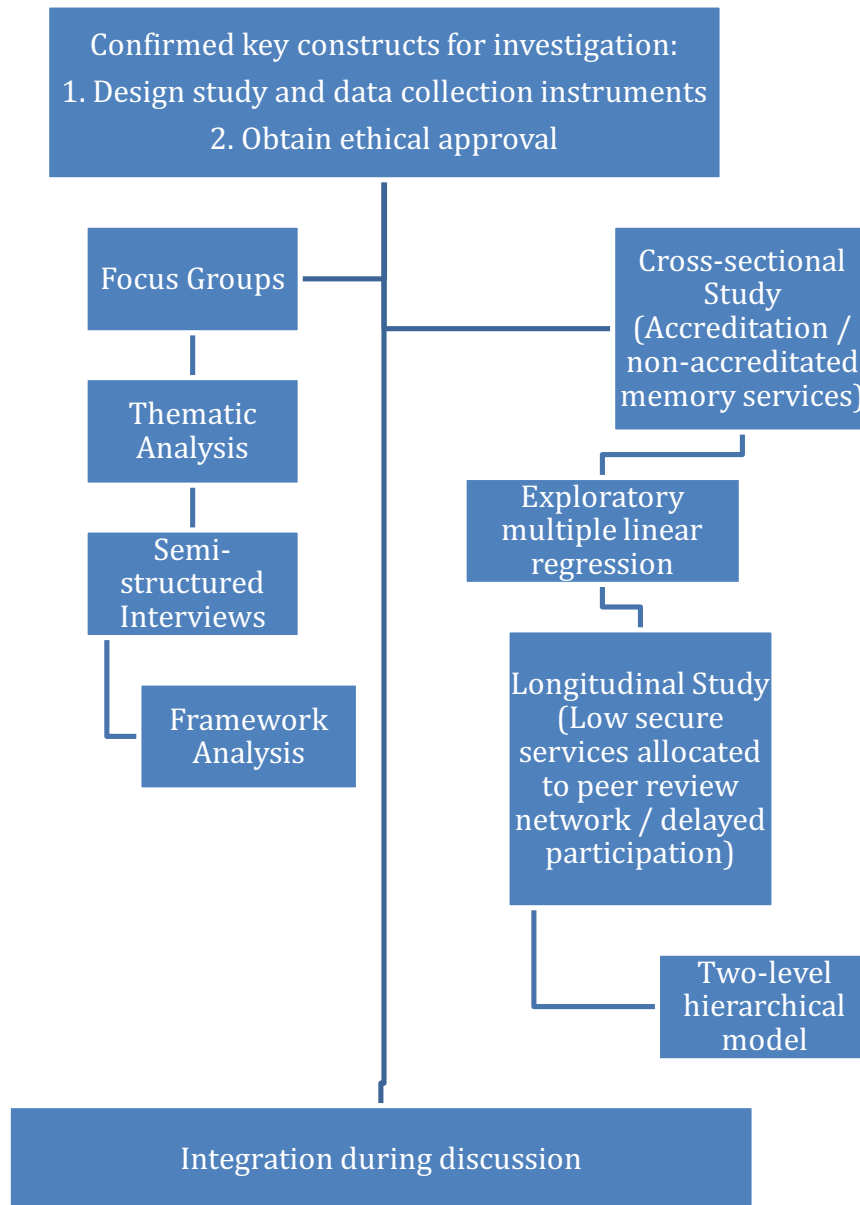 Confirmed key constructs for investigation:
1. Design study and data collection instruments
2. Obtain ethical approval
Focus Groups
Thematic
Analysis
Semi-
structured
Interviews
Framework
Analysis
Cross-sectional
Study
(Accreditation /
non-accreditated
memory services)
Exploratory
multiple linear
regression
Longitudinal Study
(Low secure
services allocated
to peer review
network / delayed
participation)
Two-level
hierarchical
model
Integration during discussion